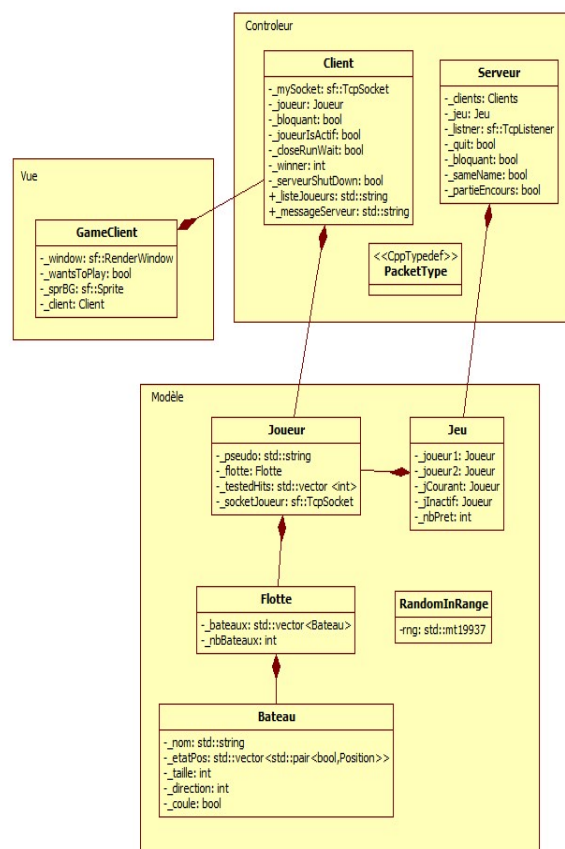 Controleur
Client
-_mySocket: sf::TcpSocket
-_joueur: Joueur
-_bloquant: bool
-_joueurIsActif: bool
-_closeRunWait: bool
-_winner: int
-_serveurShutDown: bool
+_listeJoueurs: std::string
+_messageServeur: std::string
Serveur
-_clients: Clients
-_jeu: Jeu
-_listner: sf::TcpListener
-_quit: bool
-_bloquant: bool
-_sameName: bool
-_partieEncours: bool
<<CppTypedef>>
PacketType
Vue
GameClient
-_window: sf::RenderWindow
-_wantsToPlay: bool
-_sprBG: sf::Sprite
-_client: Client
Modèle
Joueur
-_pseudo: std::string
-_flotte: Flotte
-_testedHits: std::vector <int>
-_socketJoueur: sf::TcpSocket
Jeu
-_joueur1: Joueur
-_joueur2: Joueur
-_jCourant: Joueur
-_jInactif: Joueur
-_nbPret: int
Flotte
-_bateaux: std::vector<Bateau>
-_nbBateaux: int
RandomInRange
-rng: std::mt19937
Bateau
-_nom: std::string
-_etatPos: std::vector<std::pair<bool,Position>>
-_taille: int
-_direction: int
-_coule: bool